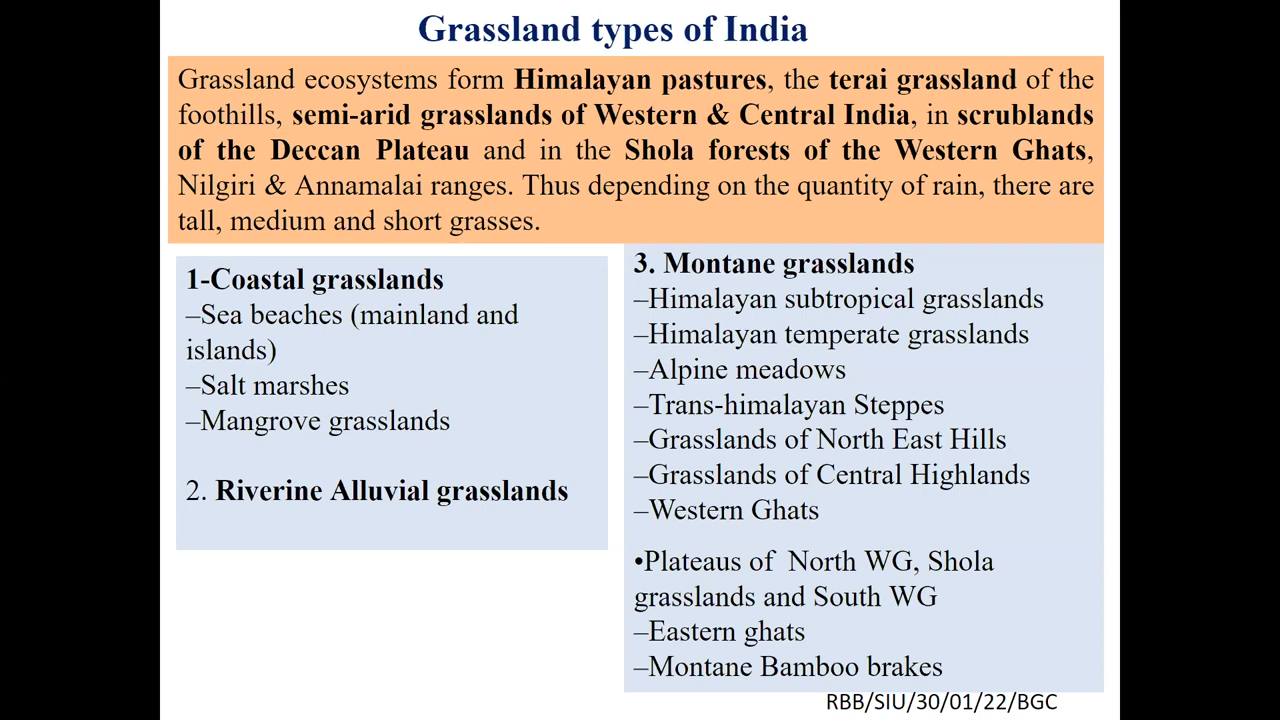 Grassland types of India
Grassland ecosystems form Himalayan pastures, the terai grassland of the
foothills, semi-arid grasslands of Western & Central India, in scrublands
of the Deccan Plateau and in the Shola forests of the Western Ghats,
Nilgiri & Annamalai ranges. Thus depending on the quantity of rain, there are
tall, medium and short grasses.
1-Coastal grasslands
–Sea beaches (mainland and
islands)
–Salt marshes
–Mangrove grasslands
2. Riverine Alluvial grasslands
3. Montane grasslands
–Himalayan subtropical grasslands
–Himalayan temperate grasslands
–Alpine meadows
–Trans-himalayan Steppes
–Grasslands of North East Hills
–Grasslands of Central Highlands
–Western Ghats
•Plateaus of North WG, Shola
grasslands and South WG
–Eastern ghats
–Montane Bamboo brakes
RBB/SIU/30/01/22/BGC